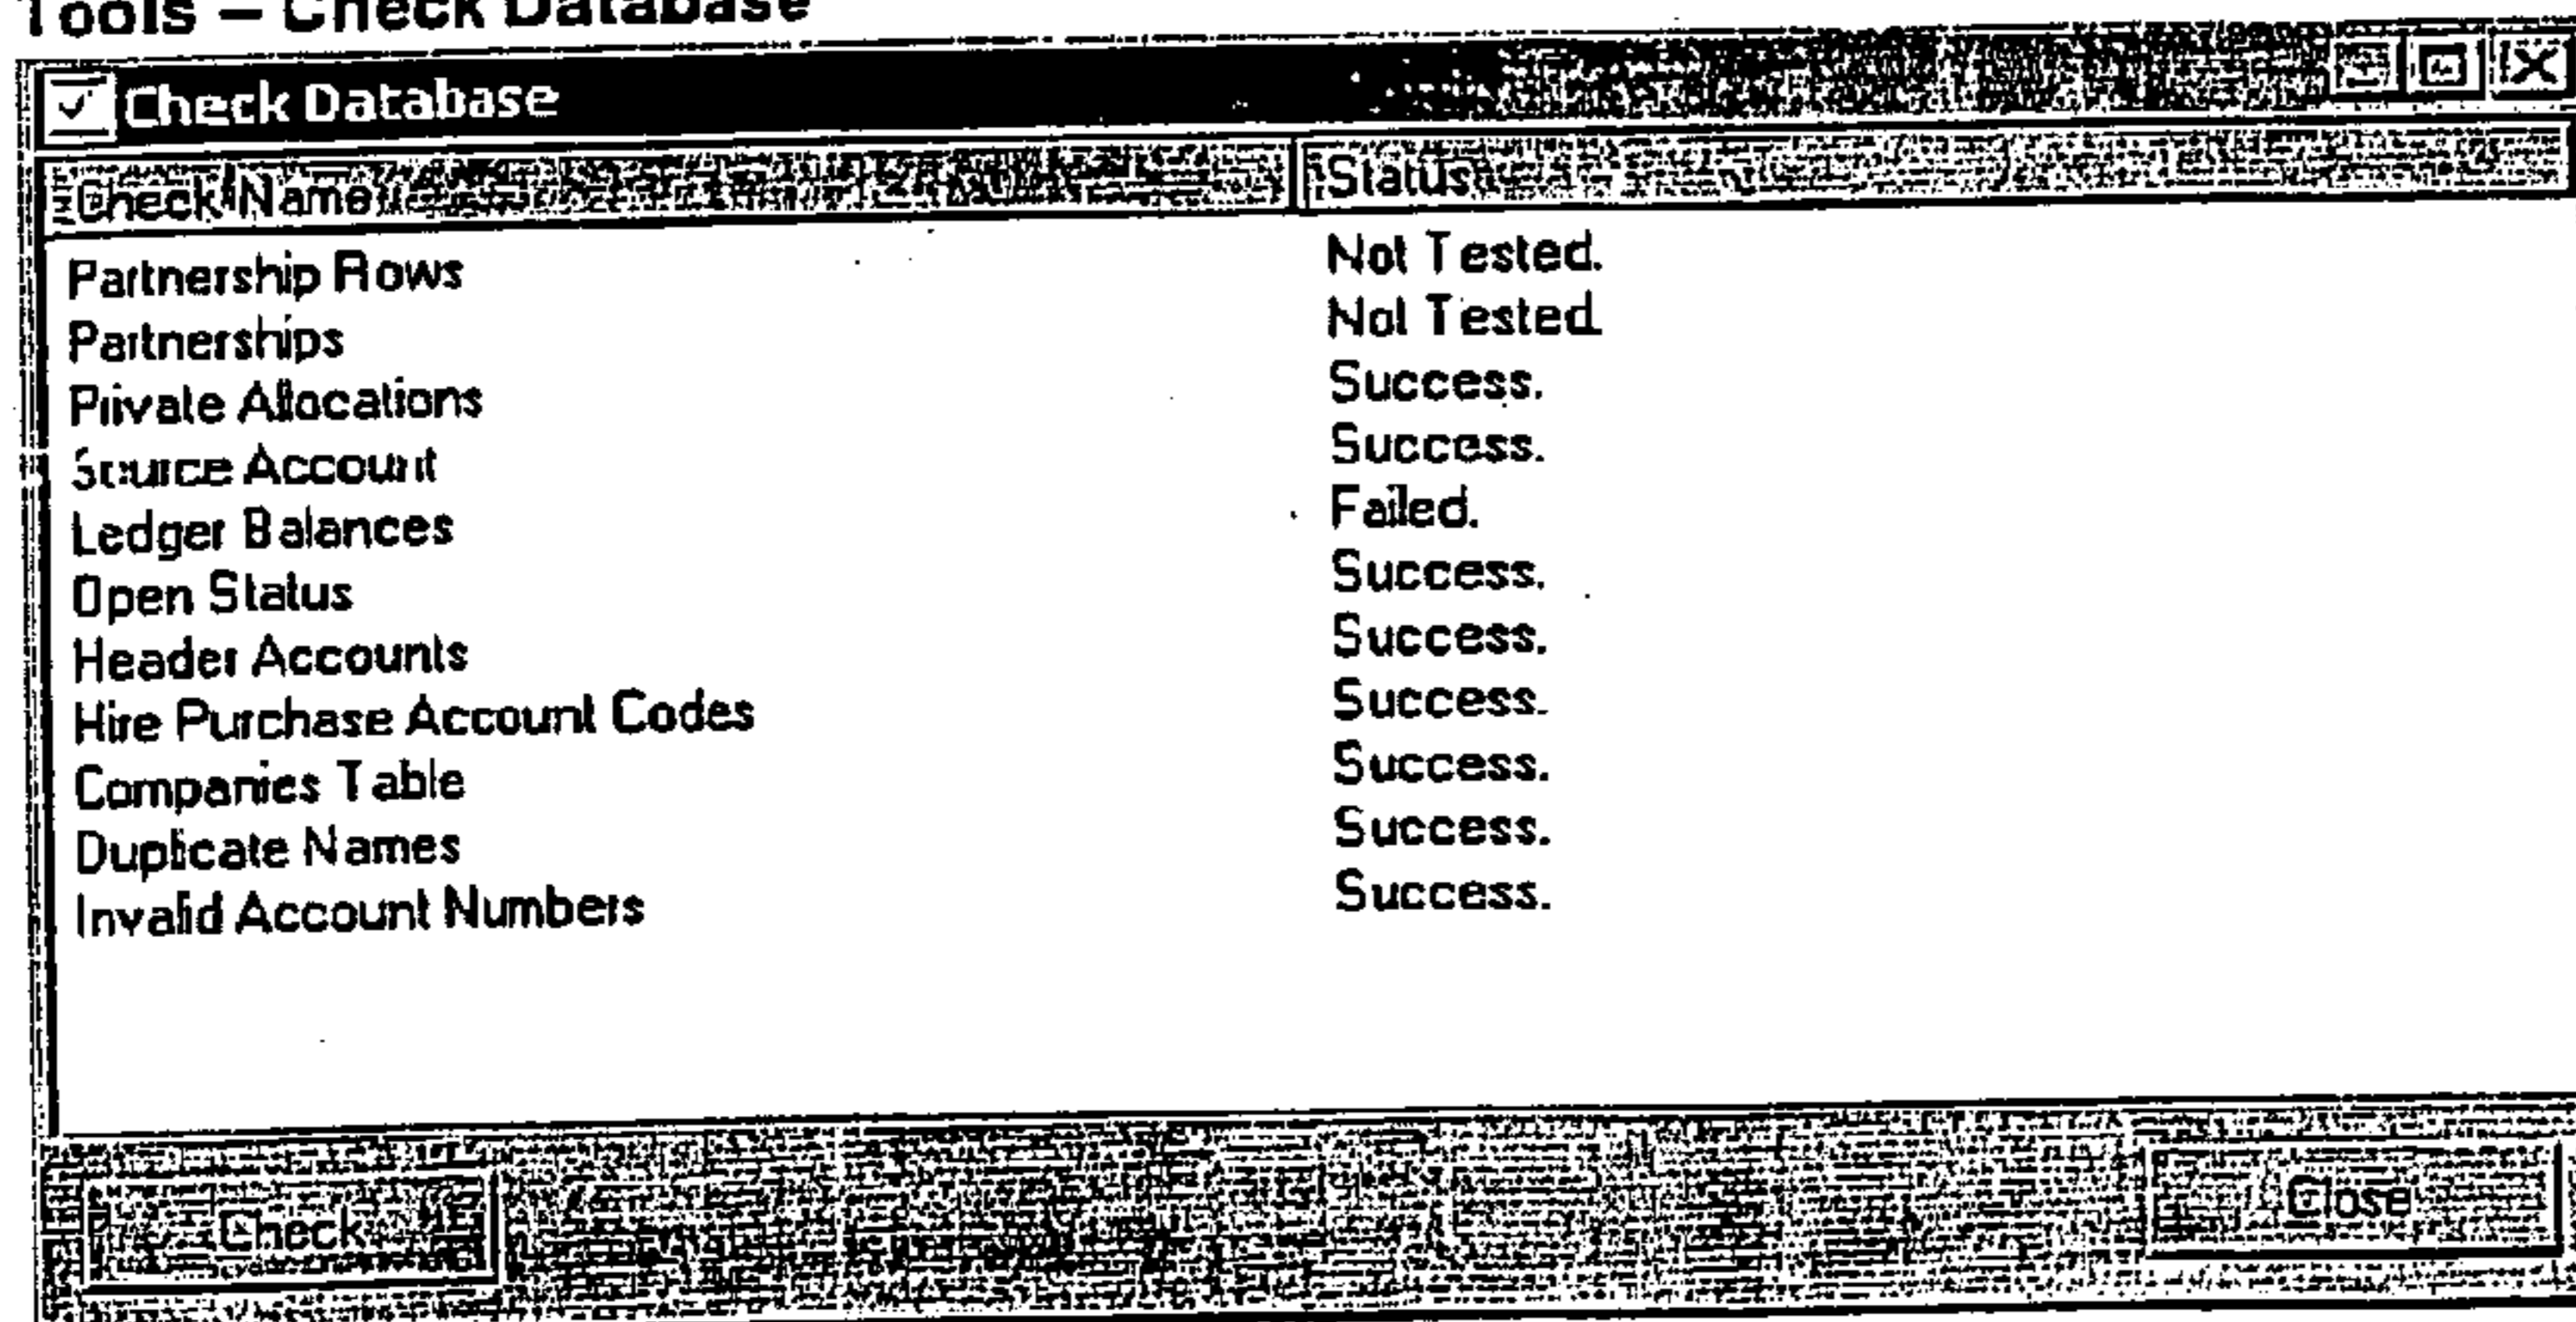 Tools – Check Database
Check Database
Check Name Status
Partnership Rows Not Tested.
Partnerships Not Tested
Private Allocations Success.
Source Account Success.
Ledger Balances Failed.
Open Status Success.
Header Accounts Success.
Hire Purchase Account Codes Success.
Companies Table Success.
Duplicate Names Success.
Invalid Account Numbers Success.
Check Close